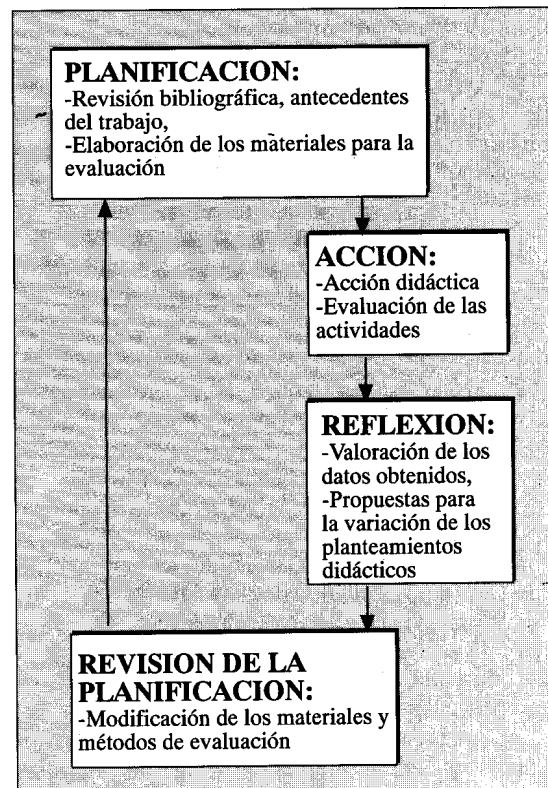 PLANIFICACION:
-Revisión bibliográfica, antecedentes
del trabajo,
-Elaboración de los materiales para la
evaluación
ACCION:
-Acción didáctica
-Evaluación de las
actividades
REFLEXION:
-Valoración de los
datos obtenidos,
-Propuestas para
la variación de los
planteamientos
didácticos
REVISION DE LA
PLANIFICACION:
-Modificación de los materiales y
métodos de evaluación